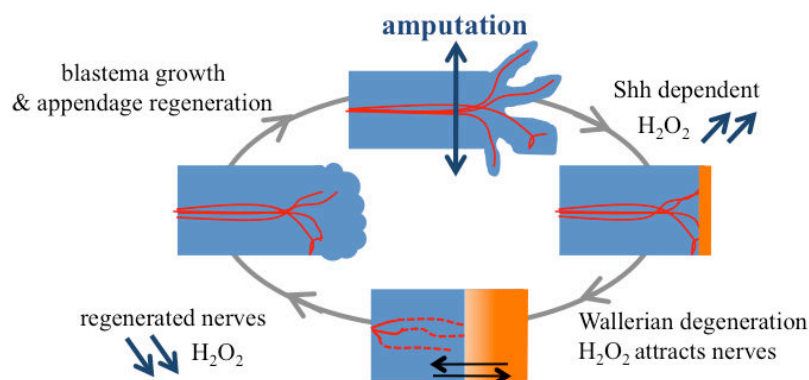 amputation
blastema growth
& appendage regeneration
Shh dependent
H₂O₂
regenerated nerves
H₂O₂
Wallerian degeneration
H₂O₂ attracts nerves